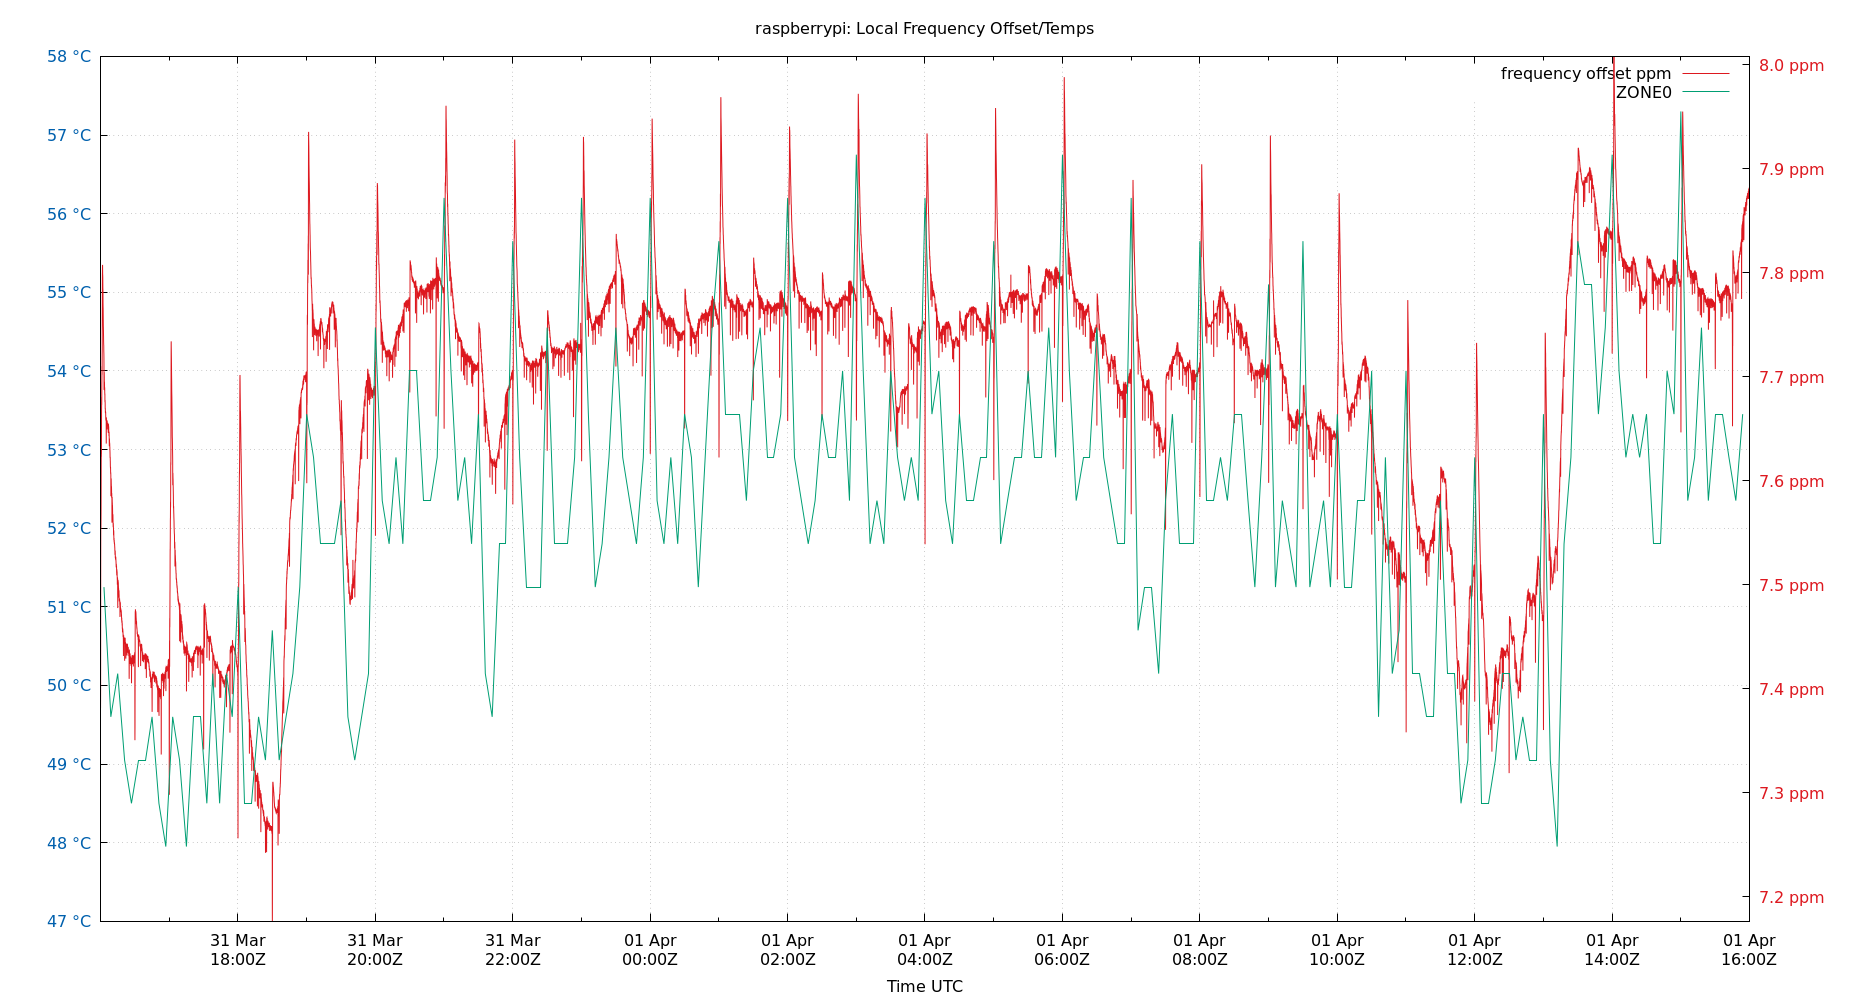 raspberrypi: Local Frequency Offset/Temps
58 °C
57 °C
56 °C
55 °C
54 °C
53 °C
52 °C
51 °C
50 °C
49 °C
48 °C
47 °C
frequency offset ppm
ZONE0
8.0 ppm
7.9 ppm
7.8 ppm
7.7 ppm
7.6 ppm
7.5 ppm
7.4 ppm
7.3 ppm
7.2 ppm
31 Mar
18:00Z
31 Mar
20:00Z
31 Mar
22:00Z
01 Apr
00:00Z
01 Apr
02:00Z
01 Apr
04:00Z
01 Apr
06:00Z
01 Apr
08:00Z
01 Apr
10:00Z
01 Apr
12:00Z
01 Apr
14:00Z
01 Apr
16:00Z
Time UTC